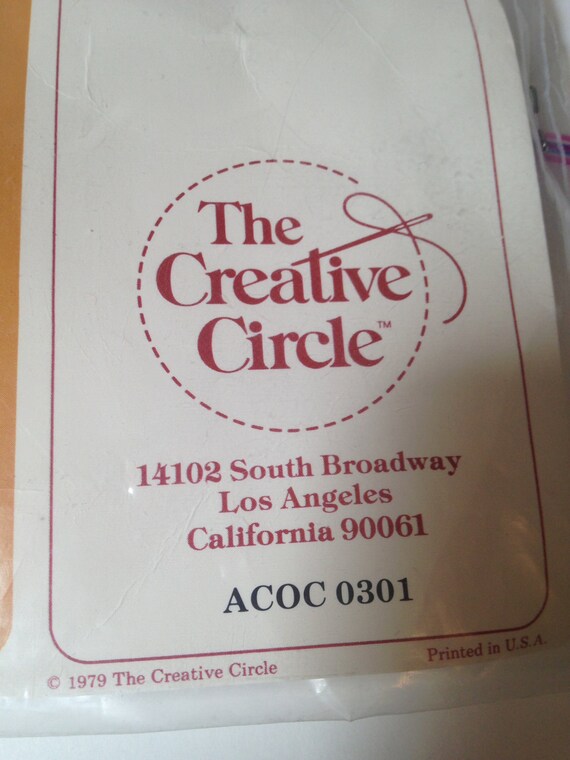 The
Creative
Circle™
14102 South Broadway
Los Angeles
California 90061
ACOC 0301
© 1979 The Creative Circle
Printed in U.S.A.